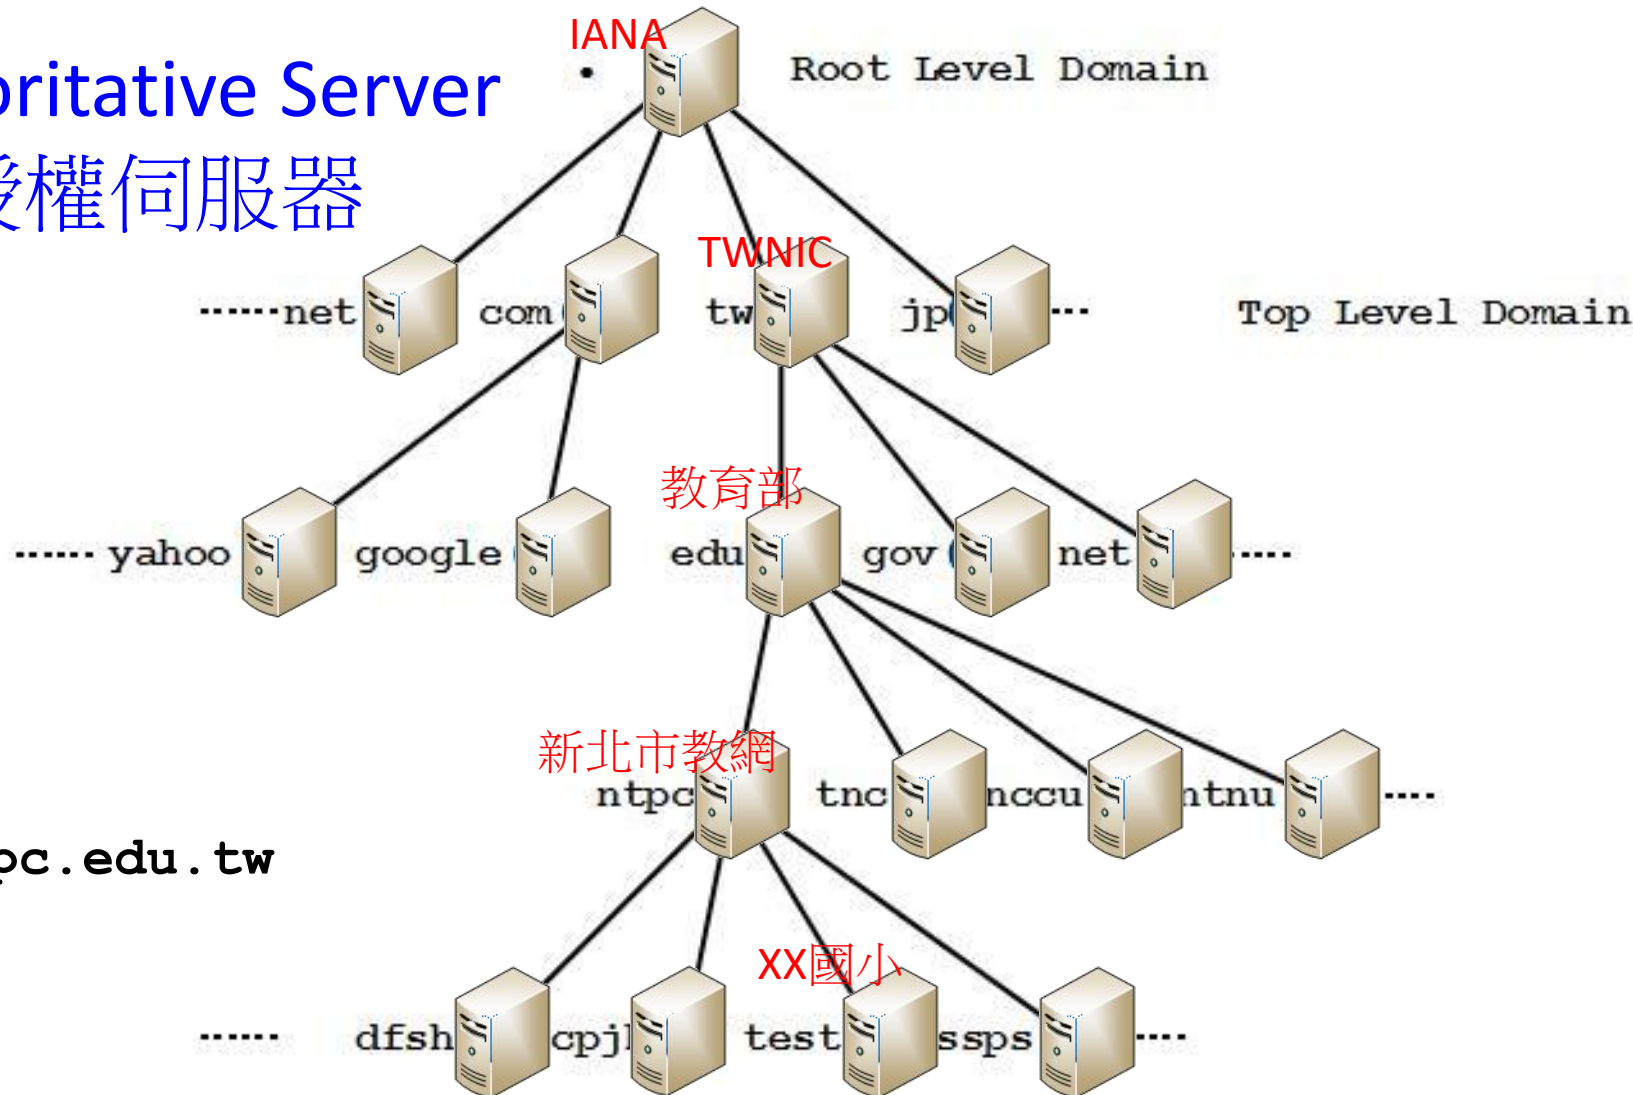 IANA
. Root Level Domain
oritative Server
授權伺服器
TWNIC
······net com tw jp ···
Top Level Domain
教育部
······ yahoo google edu gov net ····
新北市教網
ntpc tnc nccu ntnu ····
pc.edu.tw
XX國小
······ dfsh cpj test ssps ····